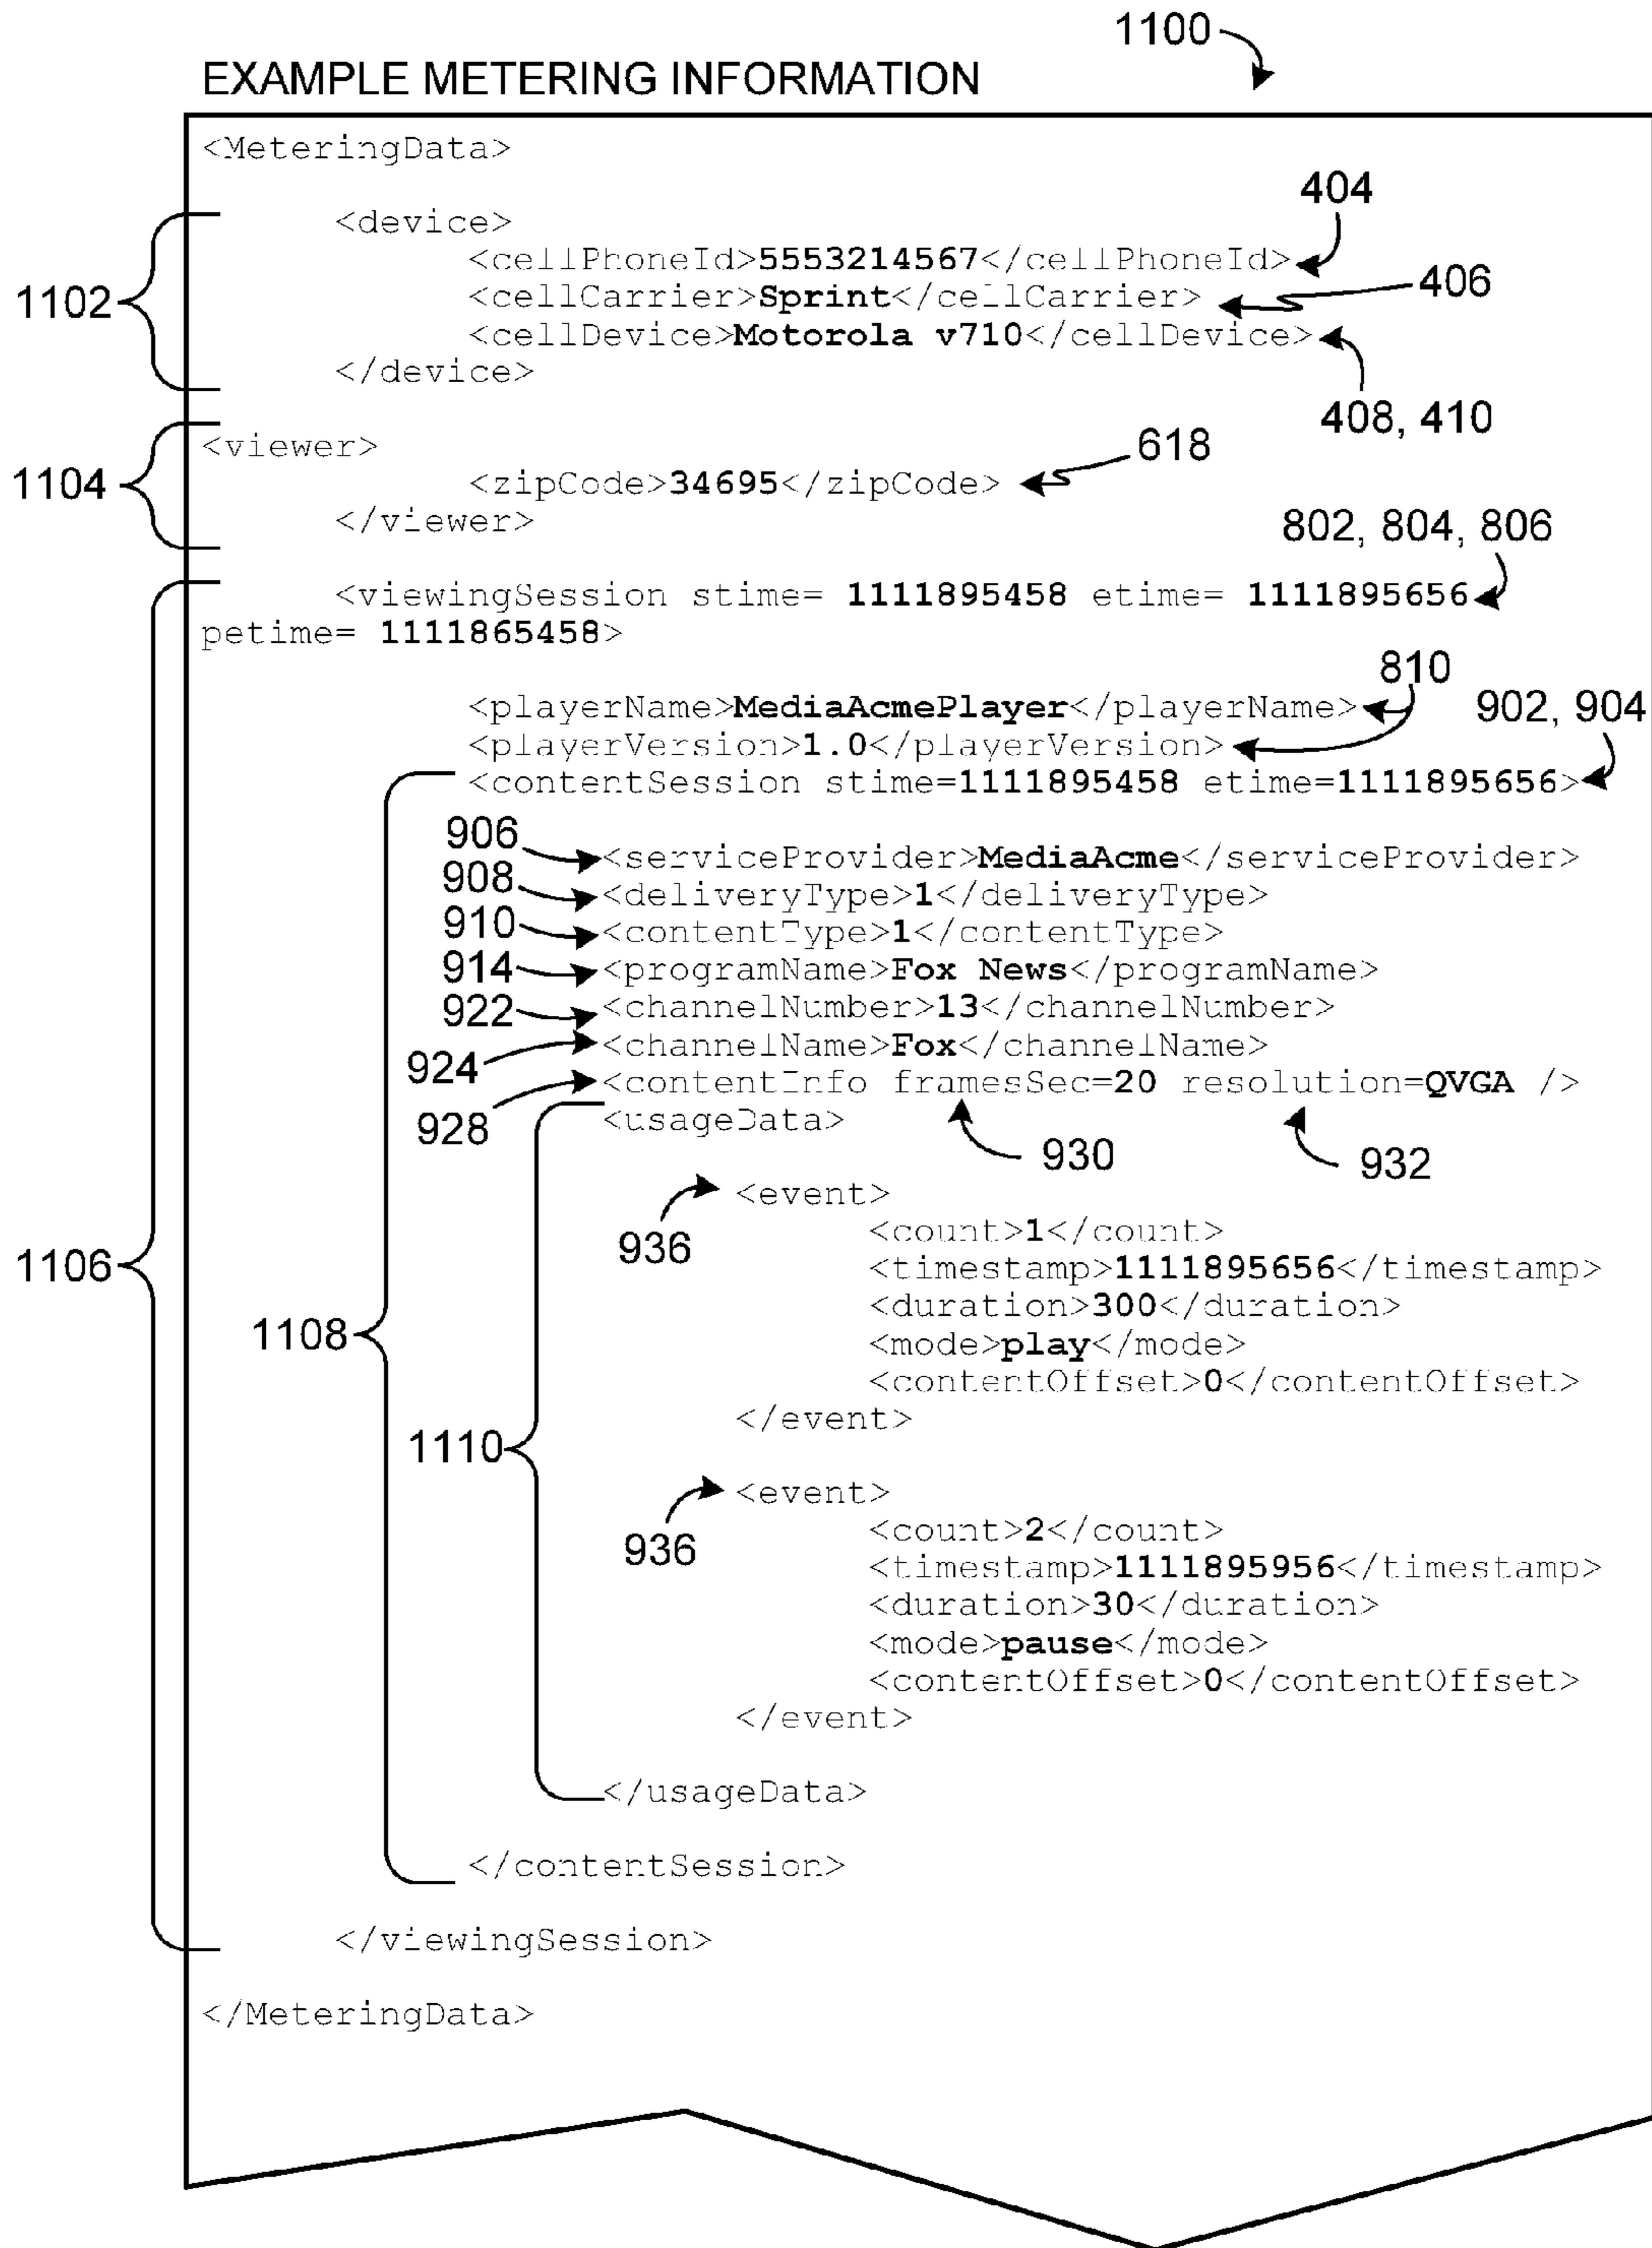 1100
EXAMPLE METERING INFORMATION
<MeteringData>
404
<device>
<cellPhoneId>5553214567</cellPhoneId>
1102
<cellCarrier>Sprint</cellCarrier>
406
<cellDevice>Motorola v710</cellDevice>
</device>
408, 410
<viewer>
618
1104
<zipCode>34695</zipCode>
</viewer>
802, 804, 806
<viewingSession stime= 1111895458 etime= 1111895656
petime= 1111865458>
810
<playerName>MediaAcmePlayer</playerName>
902, 904
<playerVersion>1.0</playerVersion>
<contentSession stime=1111895458 etime=1111895656>
906
<serviceProvider>MediaAcme</serviceProvider>
908
<deliveryType>1</deliveryType>
910
<contentType>1</contentType>
914
<programName>Fox News</programName>
922
<channelNumber>13</channelNumber>
924
<channelName>Fox</channelName>
928
<contentInfo framesSec=20 resolution=QVGA />
<usageData>
930
932
936
<event>
<count>1</count>
<timestamp>1111895656</timestamp>
1106
<duration>300</duration>
1108
<mode>play</mode>
<contentOffset>0</contentOffset>
</event>
1110
936
<event>
<count>2</count>
<timestamp>1111895956</timestamp>
<duration>30</duration>
<mode>pause</mode>
<contentOffset>0</contentOffset>
</event>
</usageData>
</contentSession>
</viewingSession>
</MeteringData>